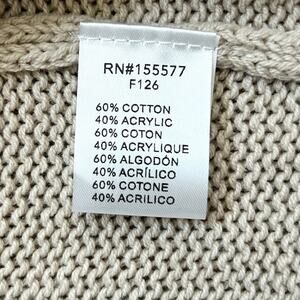 RN#155577
F126
60% COTTON
40% ACRYLIC
60% COTON
40% ACRYLIQUE
60% ALGODÓN
40% ACRÍLICO
60% COTONE
40% ACRILICO